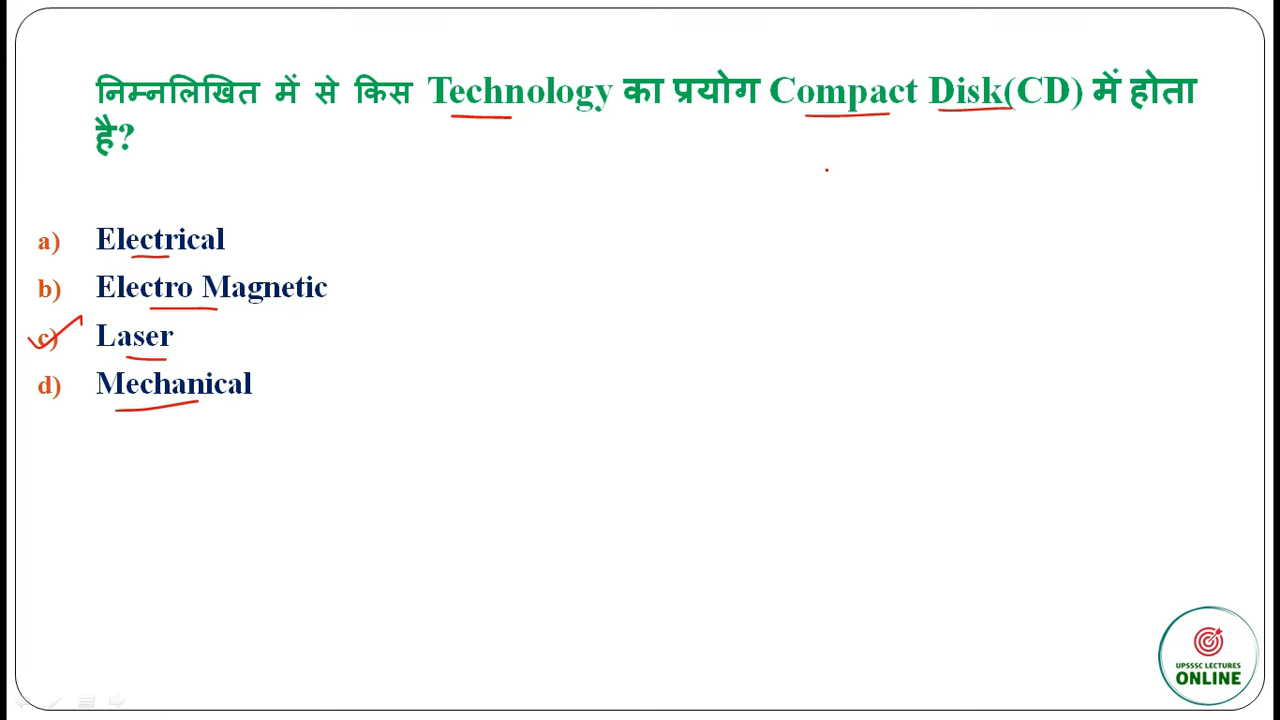 निम्नलिखित में से किस Technology का प्रयोग Compact Disk(CD) में होता
है?
a) Electrical
b) Electro Magnetic
c) Laser
d) Mechanical
UPSSSC LECTURES
ONLINE